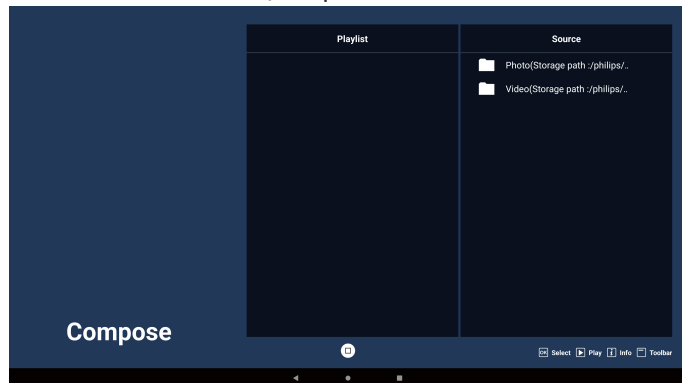 Playlist
Source
Photo(Storage path :/philips/..
Video(Storage path :/philips/..
Compose
OK Select Play i Info Toolbar